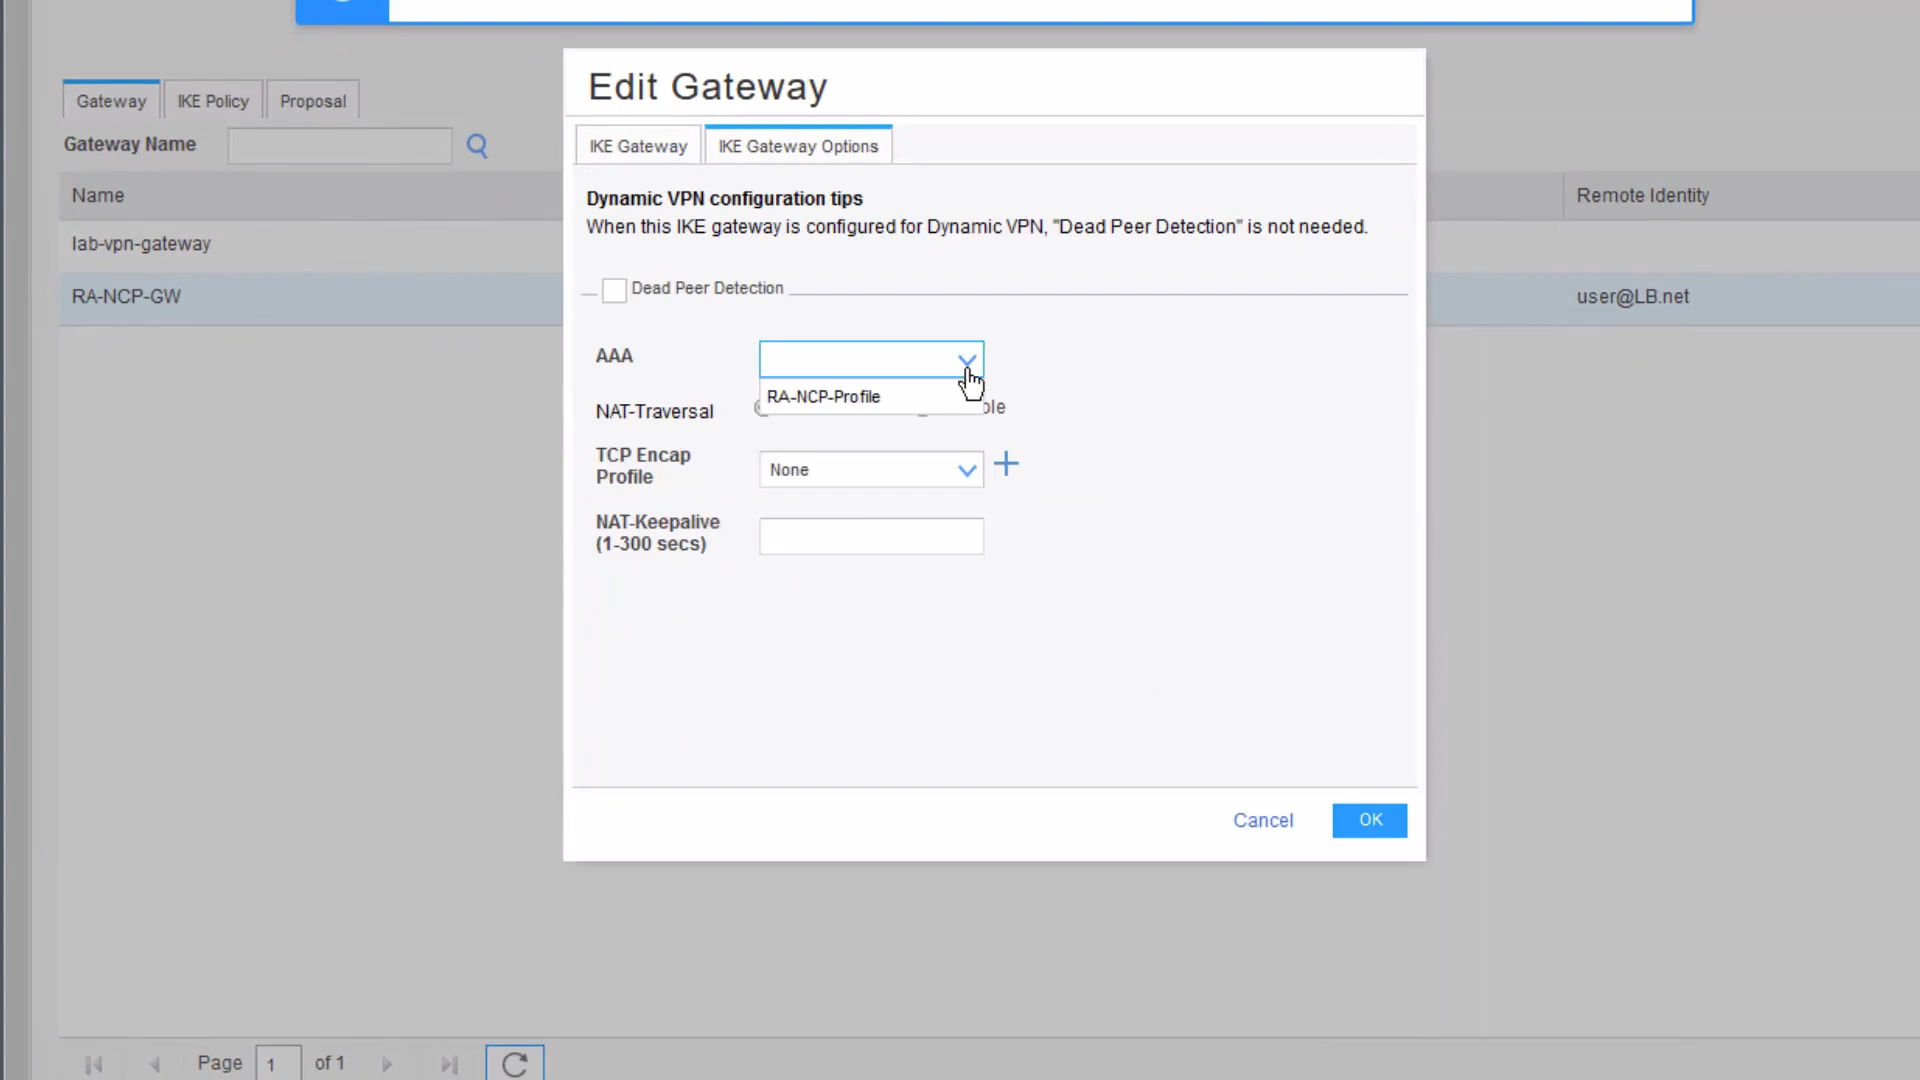 Edit Gateway
Gateway
IKE Policy
Proposal
Gateway Name
Name
Remote Identity
lab-vpn-gateway
RA-NCP-GW
user@LB.net
IKE Gateway
IKE Gateway Options
Dynamic VPN configuration tips
When this IKE gateway is configured for Dynamic VPN, "Dead Peer Detection" is not needed.
Dead Peer Detection
AAA
RA-NCP-Profile
NAT-Traversal
TCP Encap
Profile
None
NAT-Keepalive
(1-300 secs)
Cancel
OK
Page 1 of 1